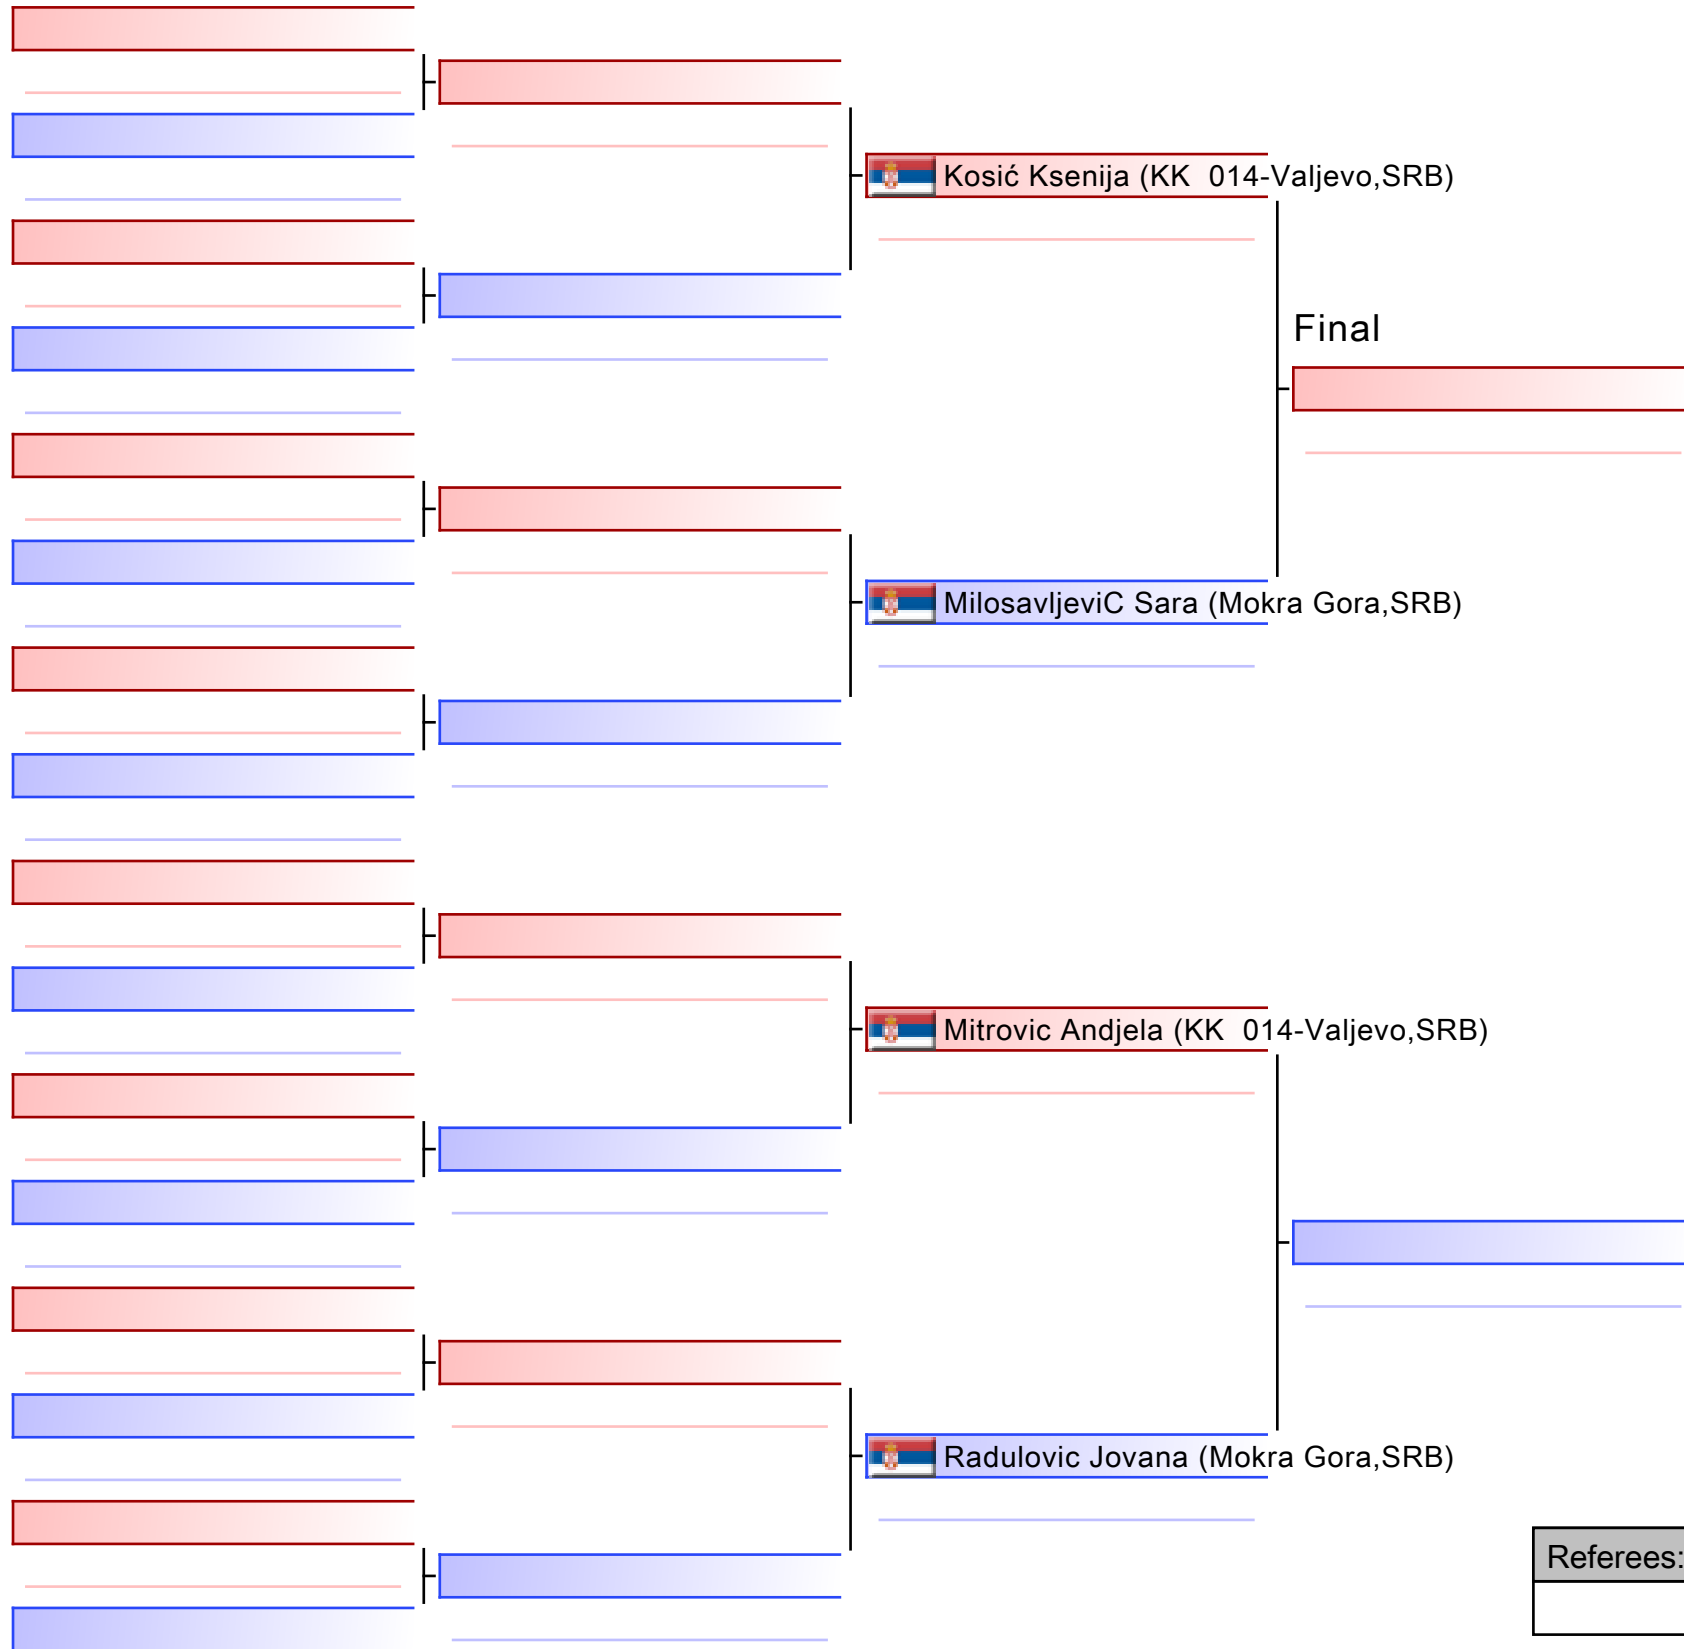 Kosić Ksenija (KK  014-Valjevo,SRB)
Final
MilosavljeviC Sara (Mokra Gora,SRB)
Mitrovic Andjela (KK  014-Valjevo,SRB)
Radulovic Jovana (Mokra Gora,SRB)
Referees: